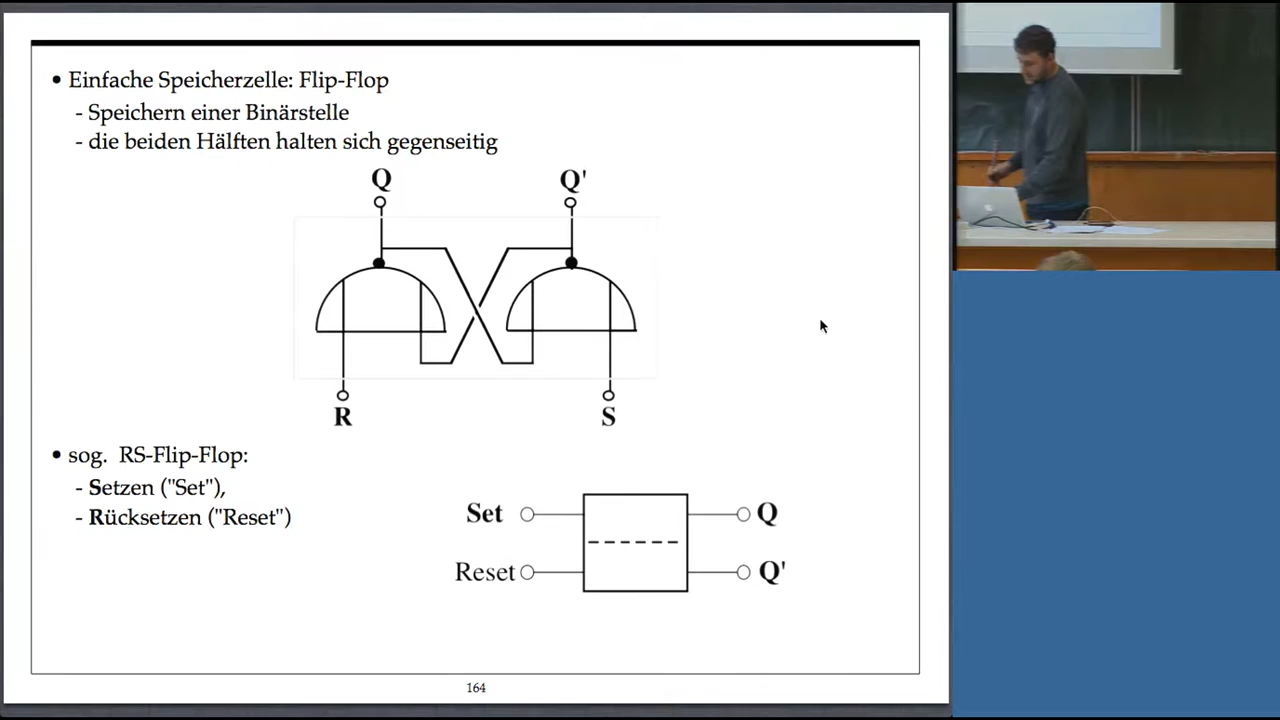 • Einfache Speicherzelle: Flip-Flop
- Speichern einer Binärstelle
- die beiden Hälften halten sich gegenseitig
Q Q'
R S
• sog. RS-Flip-Flop:
- Setzen ("Set"),
- Rücksetzen ("Reset")
Set Q
Reset Q'
164